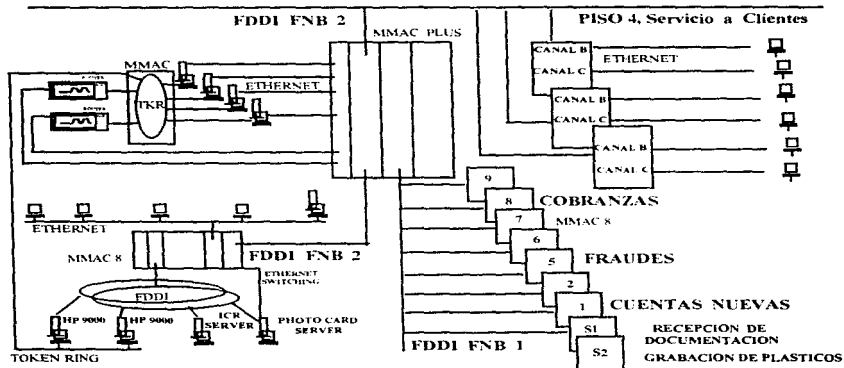 FDDI FNB 2
PISO 4, Servicio a Clientes
MMAC PLUS
MMAC
ETHERNET
TKR
CANAL B
ETHERNET
CANAL C
CANAL B
CANAL C
CANAL B
CANAL C
9
8
COBRANZAS
7
MMAC 8
6
5
FRAUDES
2
1
CUENTAS NUEVAS
S1
RECEPCION DE
DOCUMENTACION
S2
GRABACION DE PLASTICOS
ETHERNET
MMAC 8
FDDI FNB 2
ETHERNET
SWITCHING
FDDI
HP 9000
HP 9000
ICR
SERVER
PHOTO CARD
SERVER
TOKEN RING
FDDI FNB 1